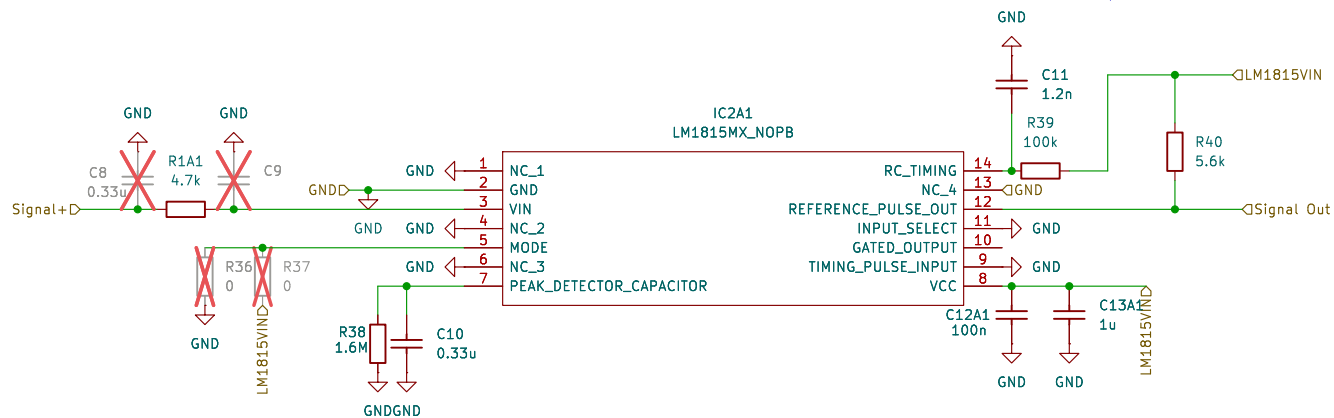 GND
C11
1.2n
LM1815VIN
IC2A1
LM1815MX_NOPB
R39
100k
GND
GND
R40
5.6k
C8
0.33u
R1A1
4.7k
C9
GND
1
NC_1
RC_TIMING
14
GND
2
GND
NC_4
13
GND
Signal+
3
VIN
REFERENCE_PULSE_OUT
12
Signal Out
GND
GND
4
NC_2
INPUT_SELECT
11
GND
5
MODE
GATED_OUTPUT
10
R36
0
R37
0
GND
6
NC_3
TIMING_PULSE_INPUT
9
GND
7
PEAK_DETECTOR_CAPACITOR
VCC
8
GND
LM1815VIN
R38
1.6M
C10
0.33u
GND
GND
C12A1
100n
C13A1
1u
LM1815VIN
GND
GND